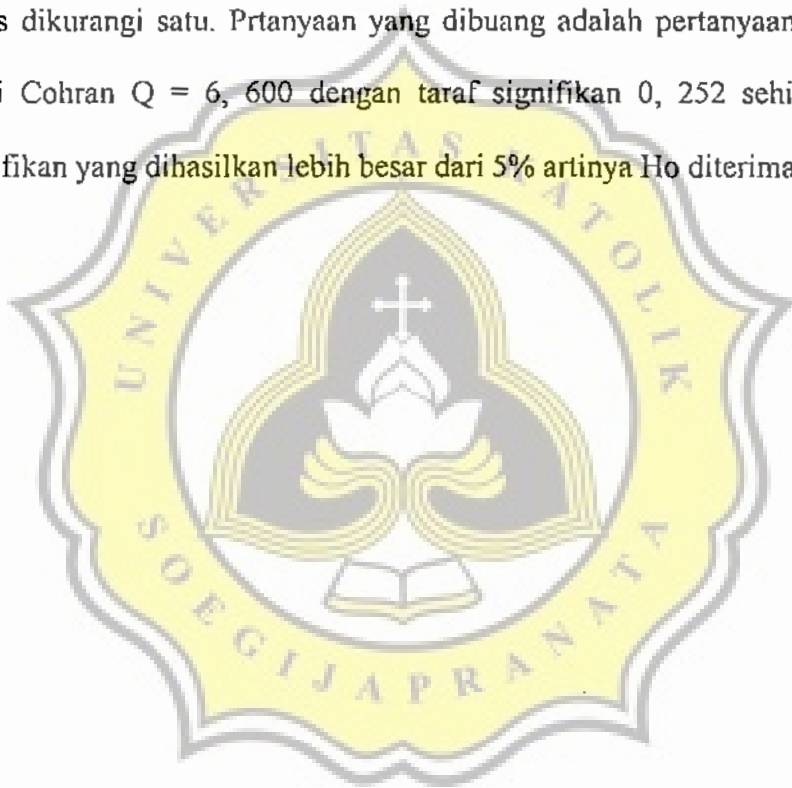 s dikurangi satu. Prtanyaan yang dibuang adalah pertanyaan
i Cohran Q = 6, 600 dengan taraf signifikan 0, 252 sehi
fikan yang dihasilkan lebih besar dari 5% artinya Ho diterima
UNIVERSITAS KATOLIK
SOEGIJAPRANATA